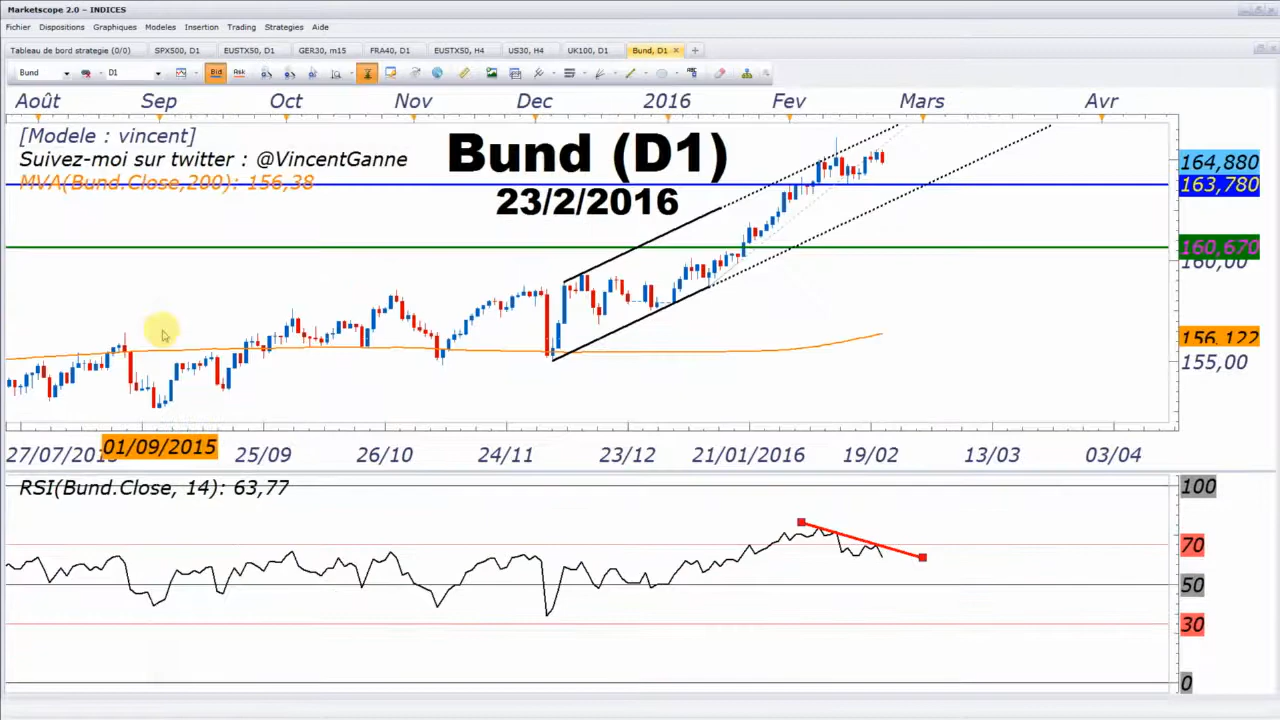 Marketscope 2.0 – INDICES
Fichier Dispositions Graphiques Modeles Insertion Trading Strategies Aide
Tableau de bord strategie (0/0) SPX500, D1 EUSTX50, D1 GER30, m15 FRA40, D1 EUSTX50, H4 US30, H4 UK100, D1 Bund, D1
Bund D1 Bid Ask
Août Sep Oct Nov Dec 2016 Fev Mars Avr
[Modele : vincent]
Suivez-moi sur twitter : @VincentGanne
MVA(Bund.Close,200): 156,38
Bund (D1)
23/2/2016
164,880
163,780
160,670
160,00
156,122
155,00
27/07/201 01/09/2015 25/09 26/10 24/11 23/12 21/01/2016 19/02 13/03 03/04
RSI(Bund.Close, 14): 63,77
100
70
50
30
0